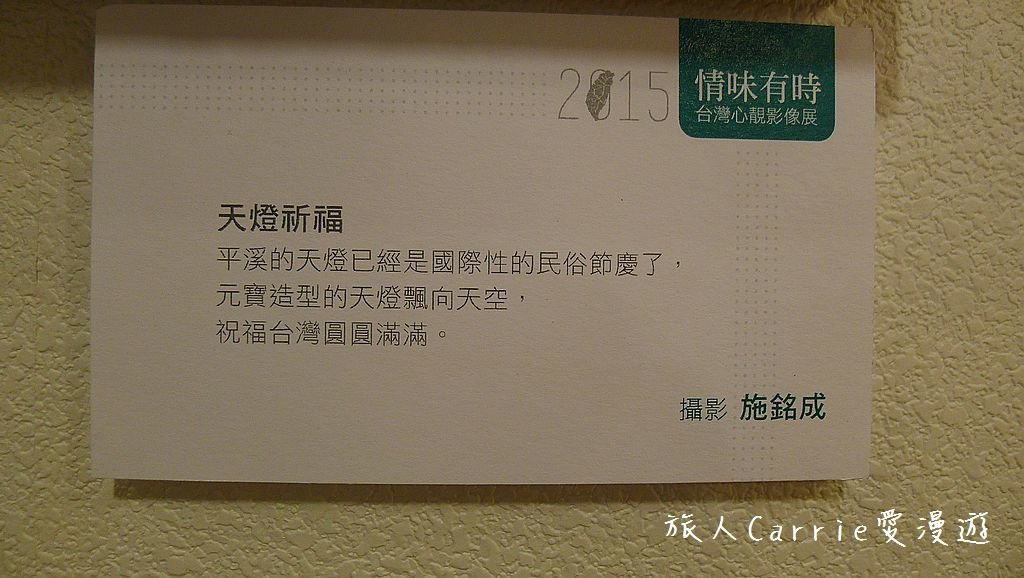 2015
情味有時
台灣心靚影像展
天燈祈福
平溪的天燈已經是國際性的民俗節慶了，
元寶造型的天燈飄向天空，
祝福台灣圓圓滿滿。
攝影 施銘成
旅人Carrie愛漫遊